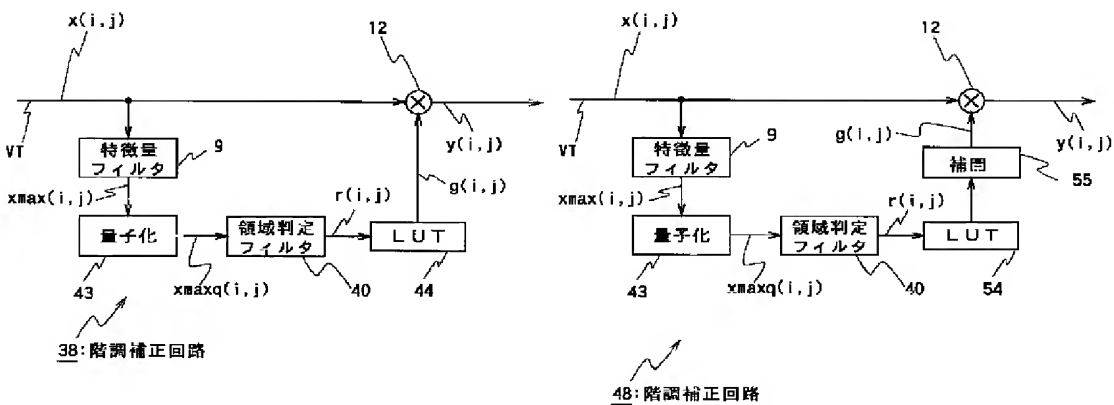 x(i,j)
12
VT
y(i,j)
特徴量
フィルタ
9
xmax(i,j)
g(i,j)
量子化
43
r(i,j)
領域判定
フィルタ
40
LUT
44
xmaxq(i,j)
38:階調補正回路
x(i,j)
12
VT
y(i,j)
g(i,j)
特徴量
フィルタ
9
補間
55
xmax(i,j)
r(i,j)
量子化
43
領域判定
フィルタ
40
LUT
54
xmaxq(i,j)
48:階調補正回路